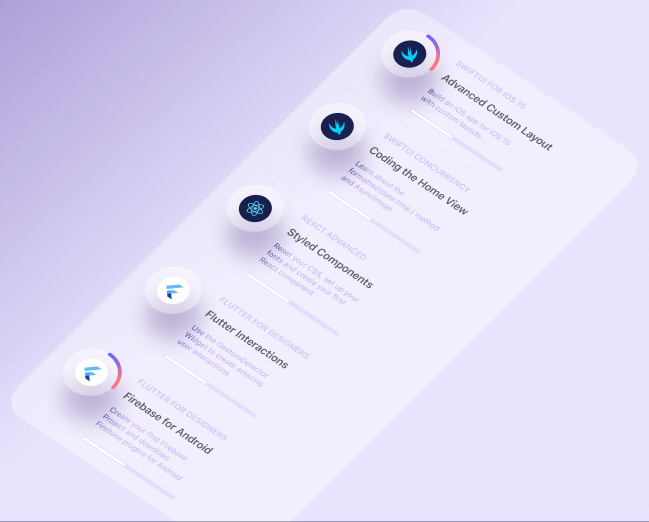 SWIFTUI FOR IOS 15
Advanced Custom Layout
Build an iOS app for iOS 15
with custom layouts...
SWIFTUI CONCURRENCY
Coding the Home View
Learn about the
formatted(date:time:) method
and AsyncImage
REACT ADVANCED
Styled Components
Reset your CSS, set up your
fonts and create your first
React component
FLUTTER FOR DESIGNERS
Flutter Interactions
Use the GestureDetector
Widget to create amazing
user interactions
FLUTTER FOR DESIGNERS
Firebase for Android
Create your first Firebase
Project and download
Firebase plugins for Android